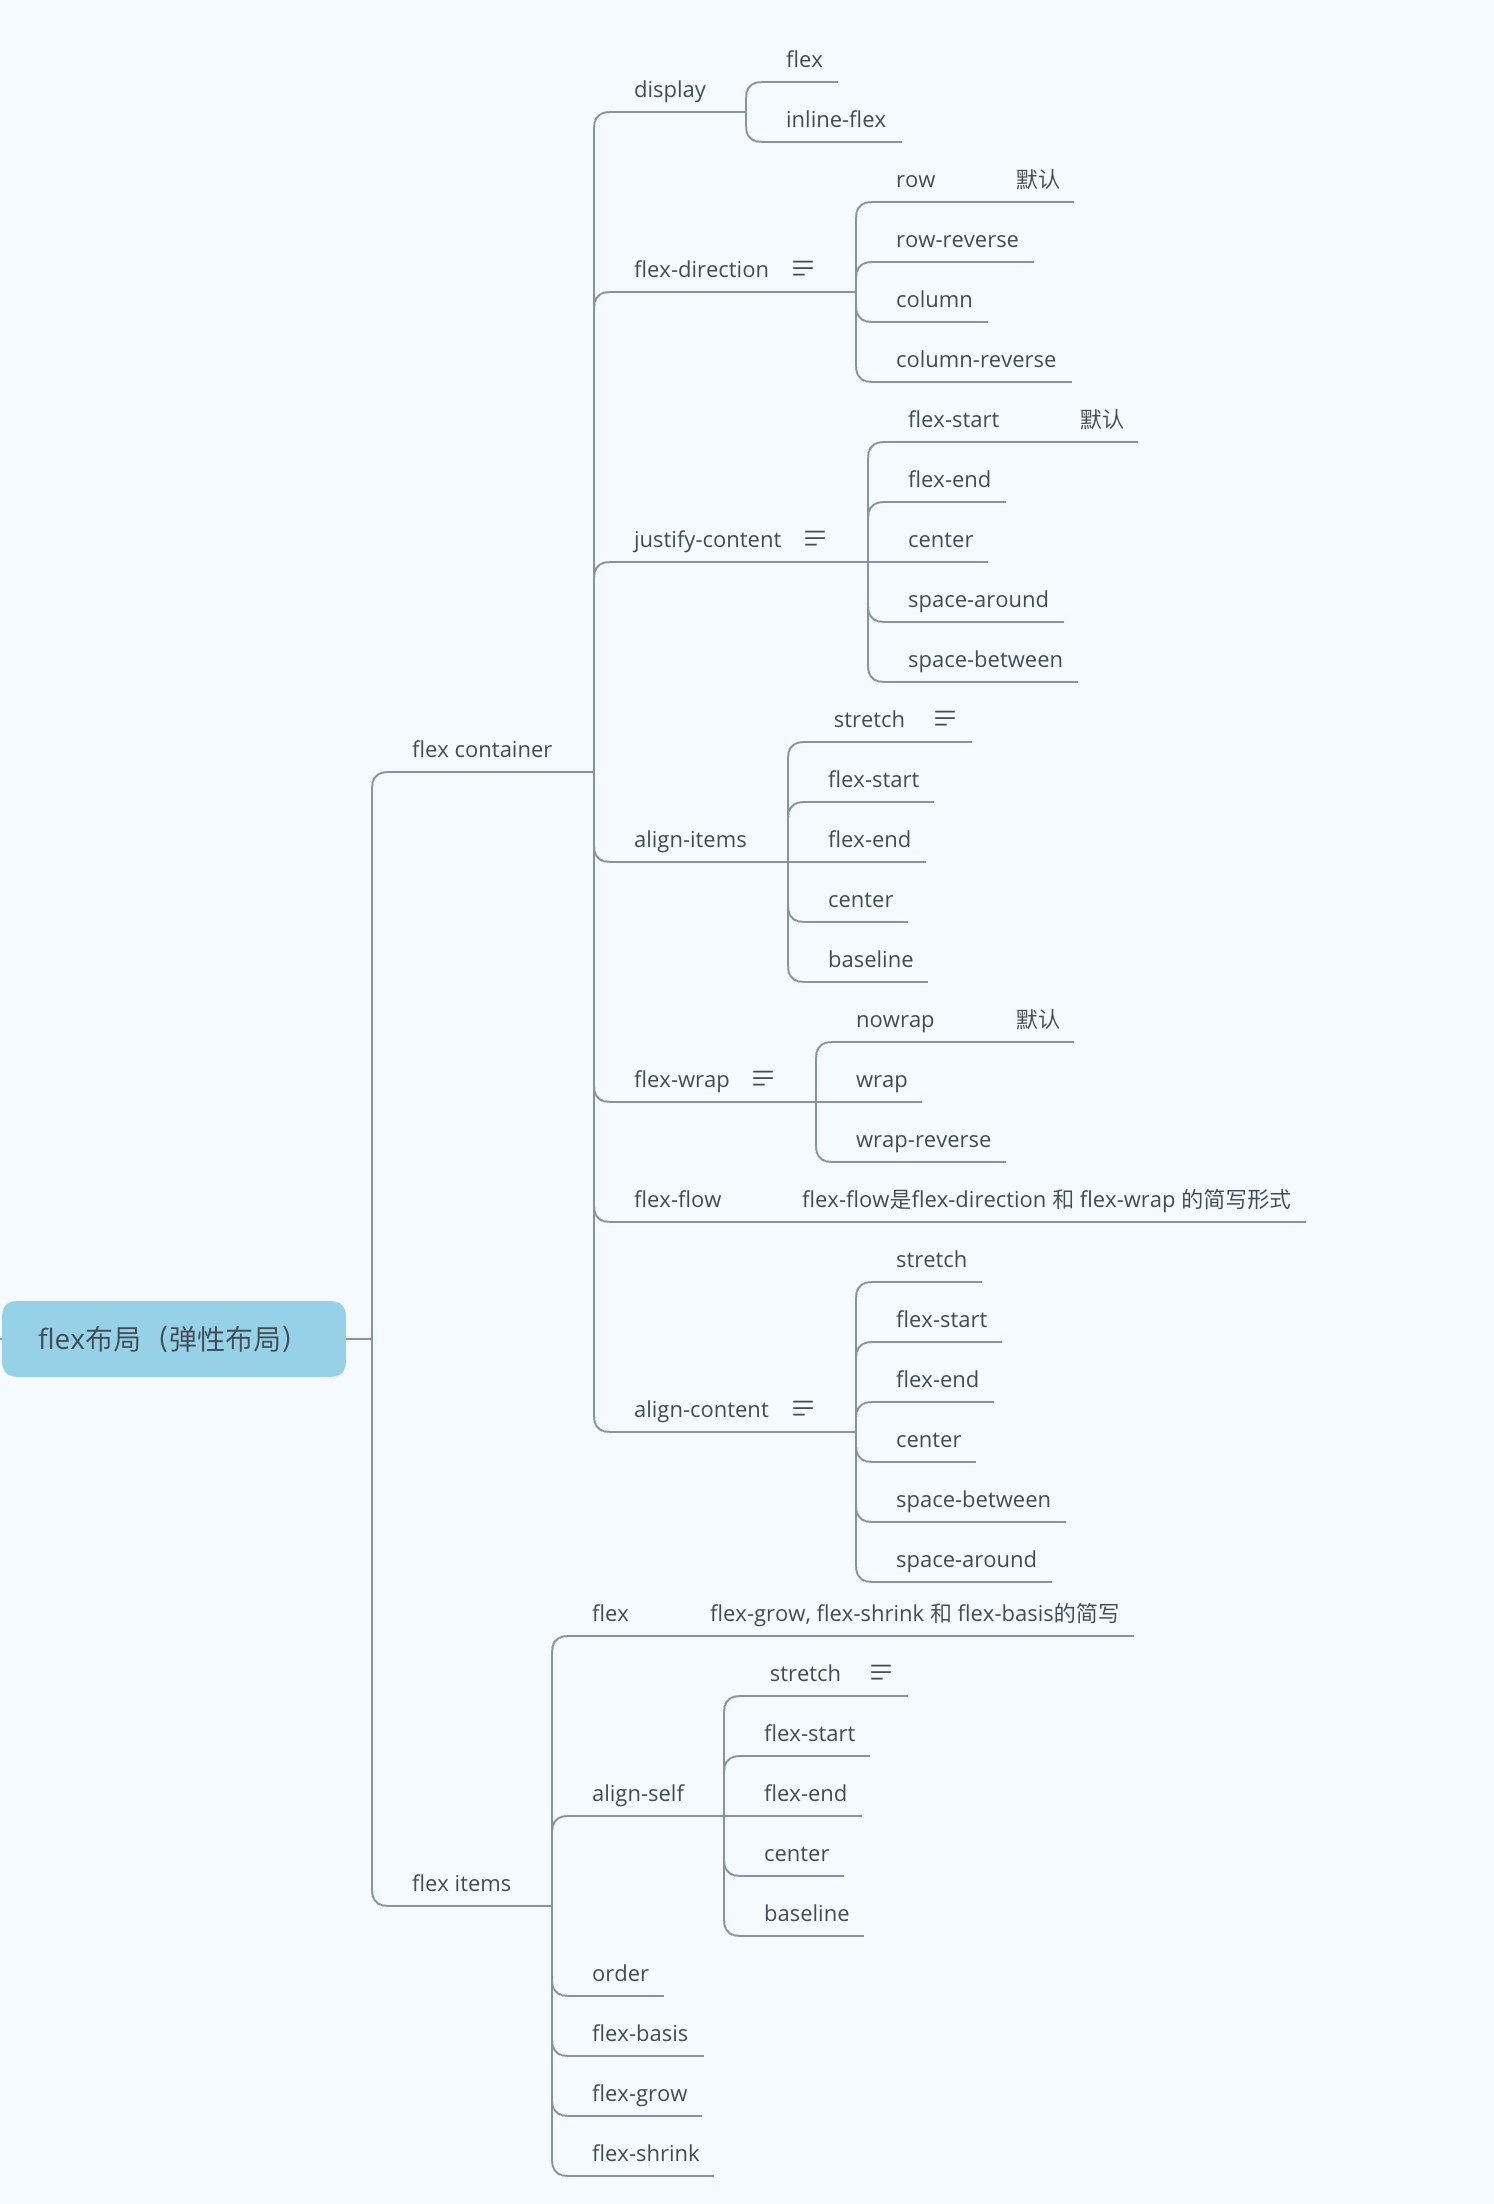 flex布局（弹性布局）
flex container
display
flex
inline-flex
flex-direction
row 默认
row-reverse
column
column-reverse
justify-content
flex-start 默认
flex-end
center
space-around
space-between
align-items
stretch
flex-start
flex-end
center
baseline
flex-wrap
nowrap 默认
wrap
wrap-reverse
flex-flow flex-flow是flex-direction 和 flex-wrap 的简写形式
align-content
stretch
flex-start
flex-end
center
space-between
space-around
flex items
flex flex-grow, flex-shrink 和 flex-basis的简写
align-self
stretch
flex-start
flex-end
center
baseline
order
flex-basis
flex-grow
flex-shrink